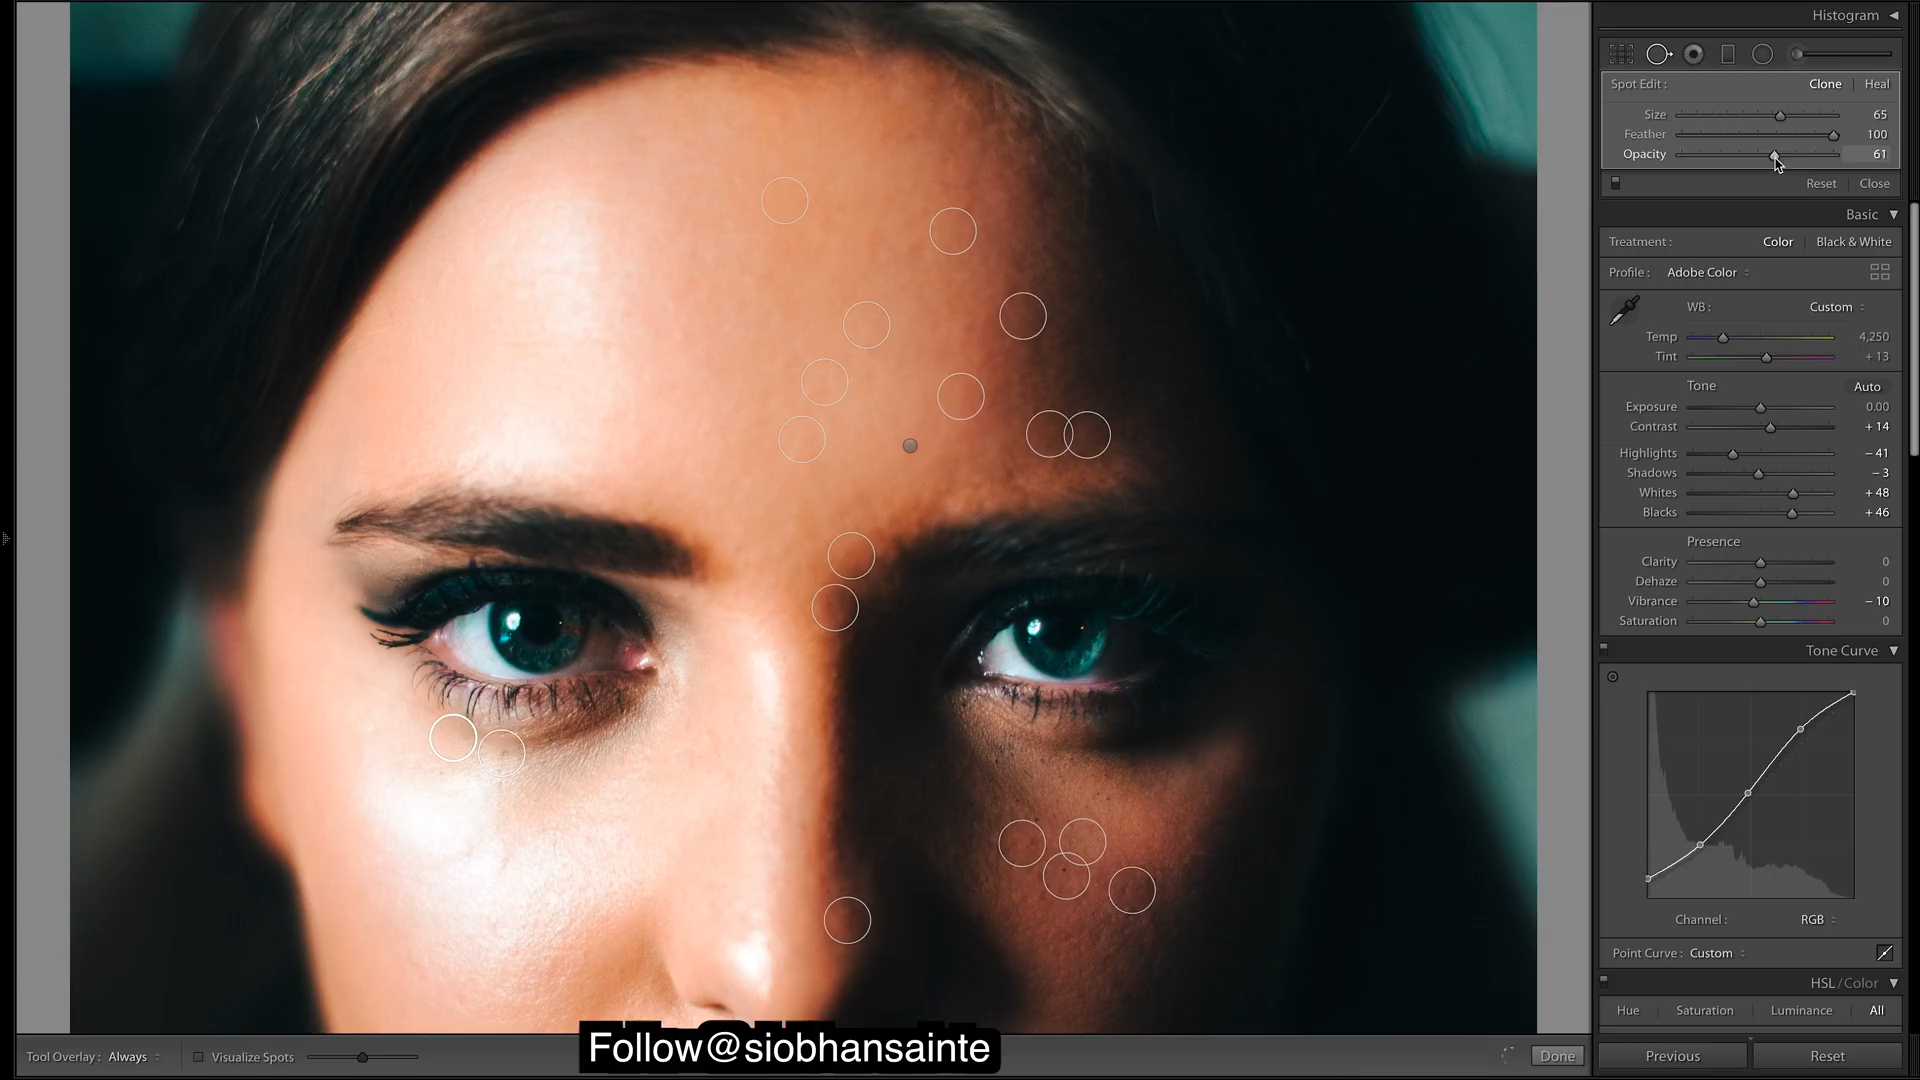 Histogram
Spot Edit : Clone | Heal
Size 65
Feather 100
Opacity 61
Reset | Close
Basic
Treatment : Color | Black & White
Profile : Adobe Color
WB : Custom
Temp 4,250
Tint + 13
Tone Auto
Exposure 0.00
Contrast + 14
Highlights − 41
Shadows − 3
Whites + 48
Blacks + 46
Presence
Clarity 0
Dehaze 0
Vibrance − 10
Saturation 0
Tone Curve
Channel : RGB
Point Curve : Custom
HSL / Color
Hue | Saturation | Luminance | All
Tool Overlay : Always
Visualize Spots
Follow@siobhansainte
Done
Previous
Reset